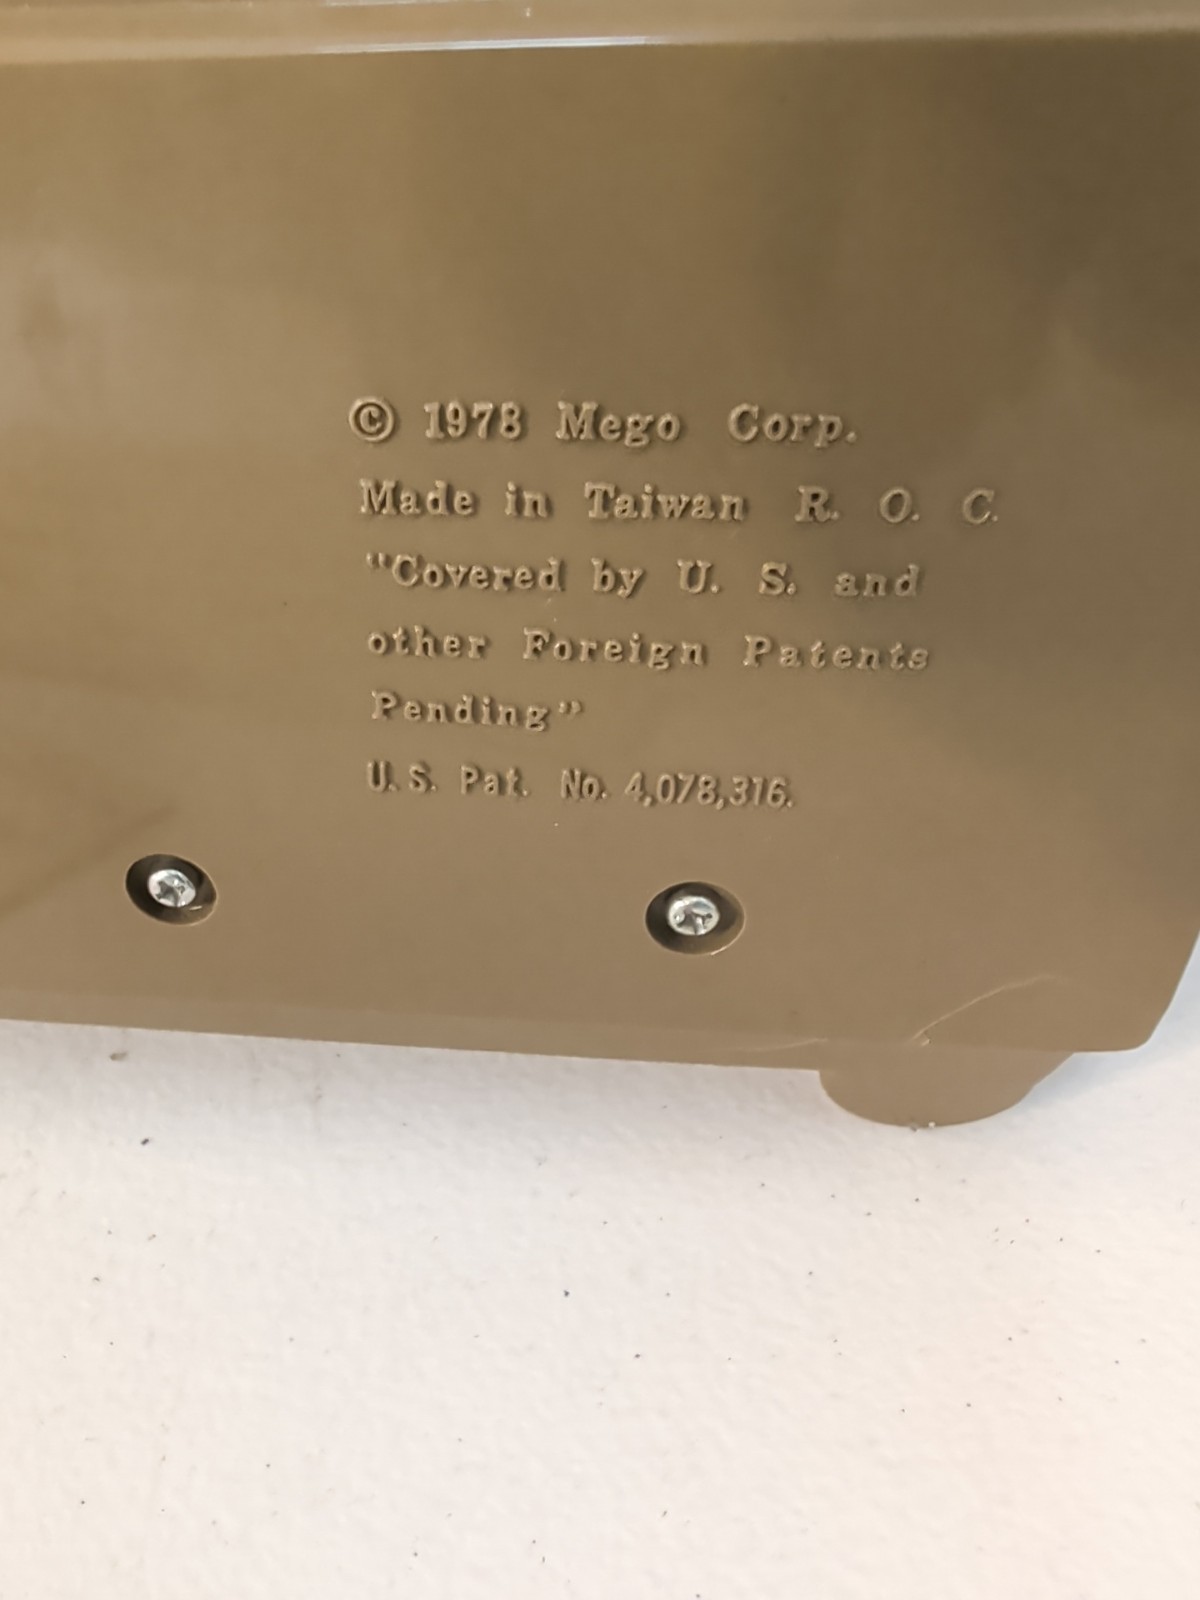 © 1978 Mego Corp.
Made in Taiwan R. O. C.
"Covered by U. S. and
other Foreign Patents
Pending"
U.S. Pat. No. 4,078,316.